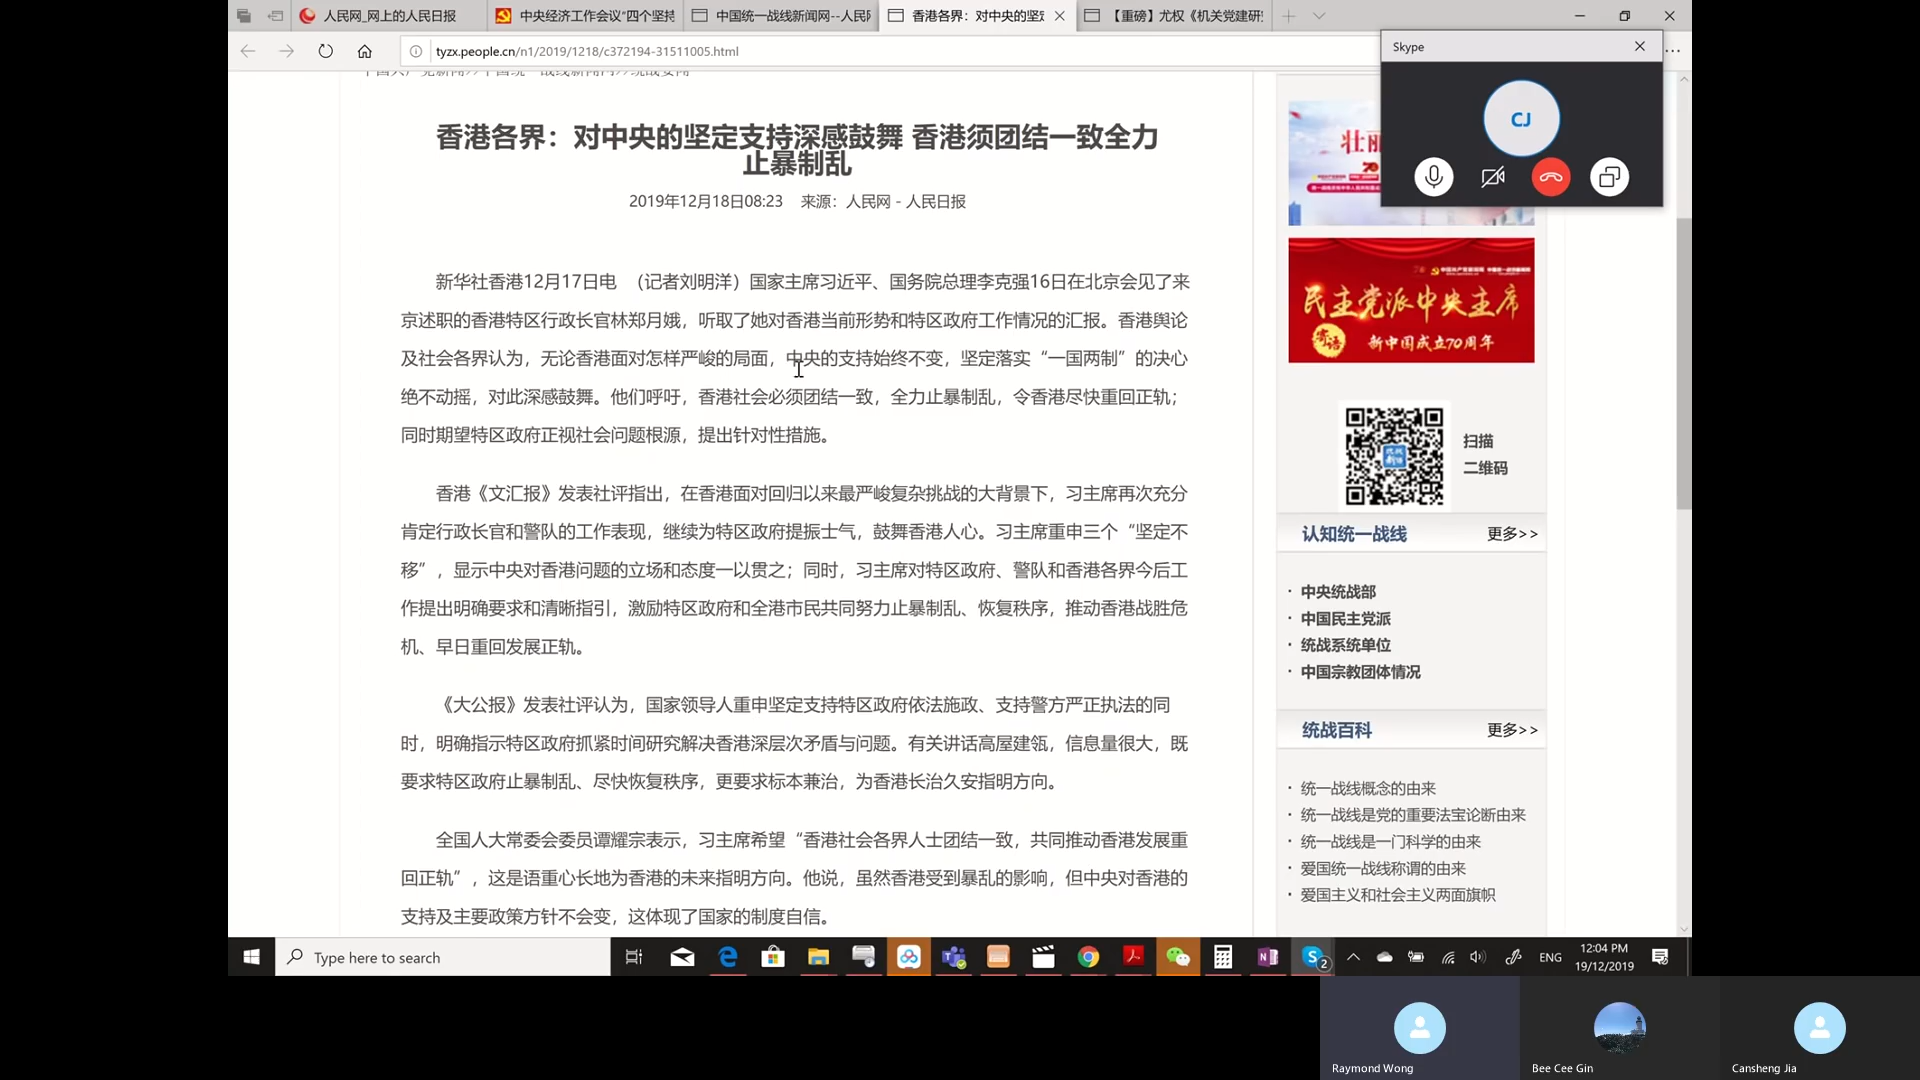 人民网_网上的人民日报
中央经济工作会议"四个坚持
中国统一战线新闻网--人民网
香港各界：对中央的坚定
【重磅】尤权《机关党建研
tyzx.people.cn/n1/2019/1218/c372194-31511005.html
Skype
CJ
香港各界：对中央的坚定支持深感鼓舞 香港须团结一致全力
止暴制乱
2019年12月18日08:23 来源：人民网－人民日报
新华社香港12月17日电 （记者刘明洋）国家主席习近平、国务院总理李克强16日在北京会见了来
京述职的香港特区行政长官林郑月娥，听取了她对香港当前形势和特区政府工作情况的汇报。香港舆论
及社会各界认为，无论香港面对怎样严峻的局面，中央的支持始终不变，坚定落实“一国两制”的决心
绝不动摇，对此深感鼓舞。他们呼吁，香港社会必须团结一致，全力止暴制乱，令香港尽快重回正轨；
同时期望特区政府正视社会问题根源，提出针对性措施。
香港《文汇报》发表社评指出，在香港面对回归以来最严峻复杂挑战的大背景下，习主席再次充分
肯定行政长官和警队的工作表现，继续为特区政府提振士气，鼓舞香港人心。习主席重申三个“坚定不
移”，显示中央对香港问题的立场和态度一以贯之；同时，习主席对特区政府、警队和香港各界今后工
作提出明确要求和清晰指引，激励特区政府和全港市民共同努力止暴制乱、恢复秩序，推动香港战胜危
机、早日重回发展正轨。
《大公报》发表社评认为，国家领导人重申坚定支持特区政府依法施政、支持警方严正执法的同
时，明确指示特区政府抓紧时间研究解决香港深层次矛盾与问题。有关讲话高屋建瓴，信息量很大，既
要求特区政府止暴制乱、尽快恢复秩序，更要求标本兼治，为香港长治久安指明方向。
全国人大常委会委员谭耀宗表示，习主席希望“香港社会各界人士团结一致，共同推动香港发展重
回正轨”，这是语重心长地为香港的未来指明方向。他说，虽然香港受到暴乱的影响，但中央对香港的
支持及主要政策方针不会变，这体现了国家的制度自信。
壮丽
70
民主党派中央主席
寄语 新中国成立70周年
扫描
二维码
认知统一战线 更多>>
· 中央统战部
· 中国民主党派
· 统战系统单位
· 中国宗教团体情况
统战百科 更多>>
· 统一战线概念的由来
· 统一战线是党的重要法宝论断由来
· 统一战线是一门科学的由来
· 爱国统一战线称谓的由来
· 爱国主义和社会主义两面旗帜
Type here to search
2
ENG
12:04 PM
19/12/2019
Raymond Wong
Bee Cee Gin
Cansheng Jia